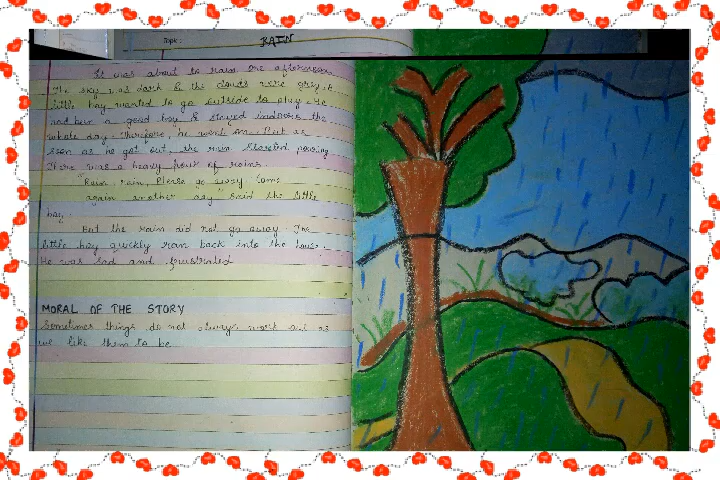 Topic: RAIN
It was about to rain one afternoon.
The sky was dark & the clouds were grey. A
little boy wanted to go outside to play. He
had been a good boy & stayed indoors the
whole day. Therefore, he went on. But as
soon as he got out, the rain started pouring.
There was a heavy pour of rains.
"Rain, rain, Please go away Come
again another day said the little
boy.
But the rain did not go away. The
little boy quickly ran back into the house.
He was sad and frustrated
MORAL OF THE STORY
Sometimes things do not always work out as
we like them to be